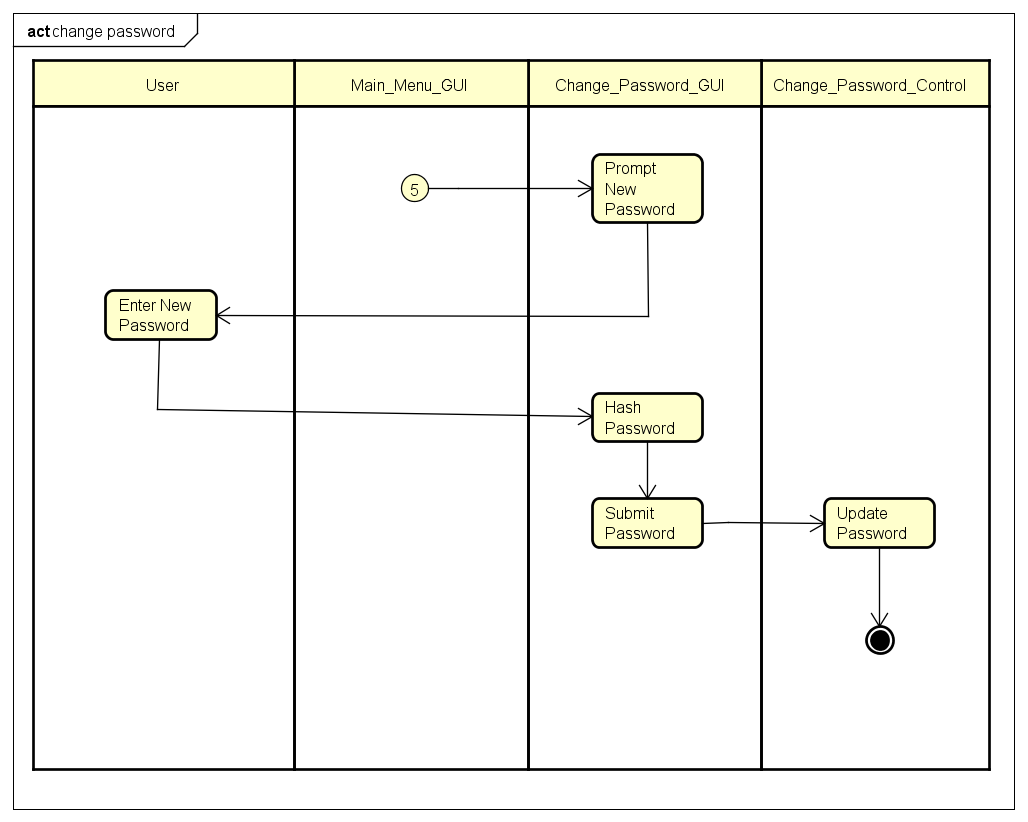 act change password
User
Main_Menu_GUI
Change_Password_GUI
Change_Password_Control
5
Prompt
New
Password
Enter New
Password
Hash
Password
Submit
Password
Update
Password